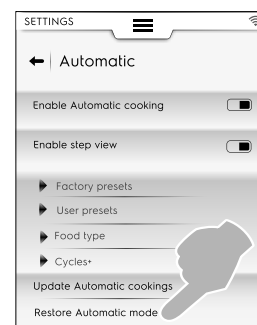 SETTINGS
Automatic
Enable Automatic cooking
Enable step view
Factory presets
User presets
Food type
Cycles+
Update Automatic cookings
Restore Automatic mode